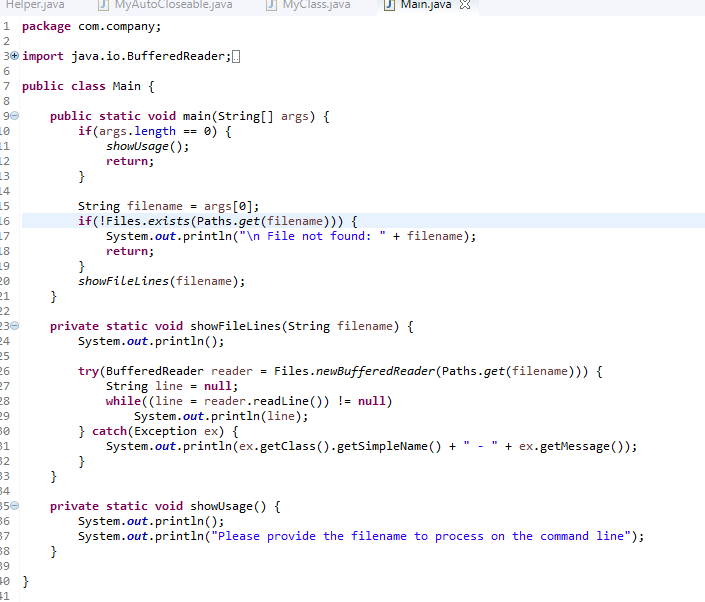 Helper.java MyAutoCloseable.java MyClass.java Main.java
1 package com.company;
2
3 import java.io.BufferedReader;
6
7 public class Main {
8
9 public static void main(String[] args) {
10 if(args.length == 0) {
11 showUsage();
12 return;
13 }
14
15 String filename = args[0];
16 if(!Files.exists(Paths.get(filename))) {
17 System.out.println("\n File not found: " + filename);
18 return;
19 }
20 showFileLines(filename);
21 }
22
23 private static void showFileLines(String filename) {
24 System.out.println();
25
26 try(BufferedReader reader = Files.newBufferedReader(Paths.get(filename))) {
27 String line = null;
28 while((line = reader.readLine()) != null)
29 System.out.println(line);
30 } catch(Exception ex) {
31 System.out.println(ex.getClass().getSimpleName() + " - " + ex.getMessage());
32 }
33 }
34
35 private static void showUsage() {
36 System.out.println();
37 System.out.println("Please provide the filename to process on the command line");
38 }
39
40 }
41